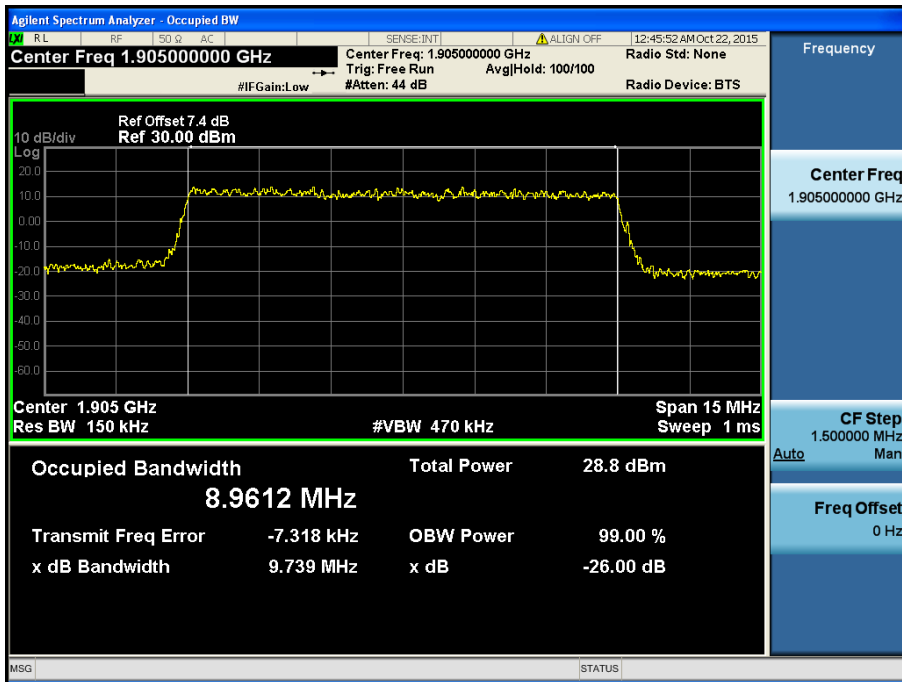 Agilent Spectrum Analyzer - Occupied BW
LXI RL RF 50 Ω AC SENSE:INT ALIGN OFF 12:45:52 AM Oct 22, 2015
Center Freq 1.905000000 GHz
Center Freq: 1.905000000 GHz
Radio Std: None
Trig: Free Run Avg|Hold: 100/100
#IFGain:Low
#Atten: 44 dB
Radio Device: BTS
Ref Offset 7.4 dB
10 dB/div Ref 30.00 dBm
Log
20.0
10.0
0.00
-10.0
-20.0
-30.0
-40.0
-50.0
-60.0
Center 1.905 GHz Span 15 MHz
Res BW 150 kHz #VBW 470 kHz Sweep 1 ms
Occupied Bandwidth Total Power 28.8 dBm
8.9612 MHz
Transmit Freq Error -7.318 kHz OBW Power 99.00 %
x dB Bandwidth 9.739 MHz x dB -26.00 dB
MSG STATUS
Frequency
Center Freq
1.905000000 GHz
CF Step
1.500000 MHz
Auto Man
Freq Offset
0 Hz